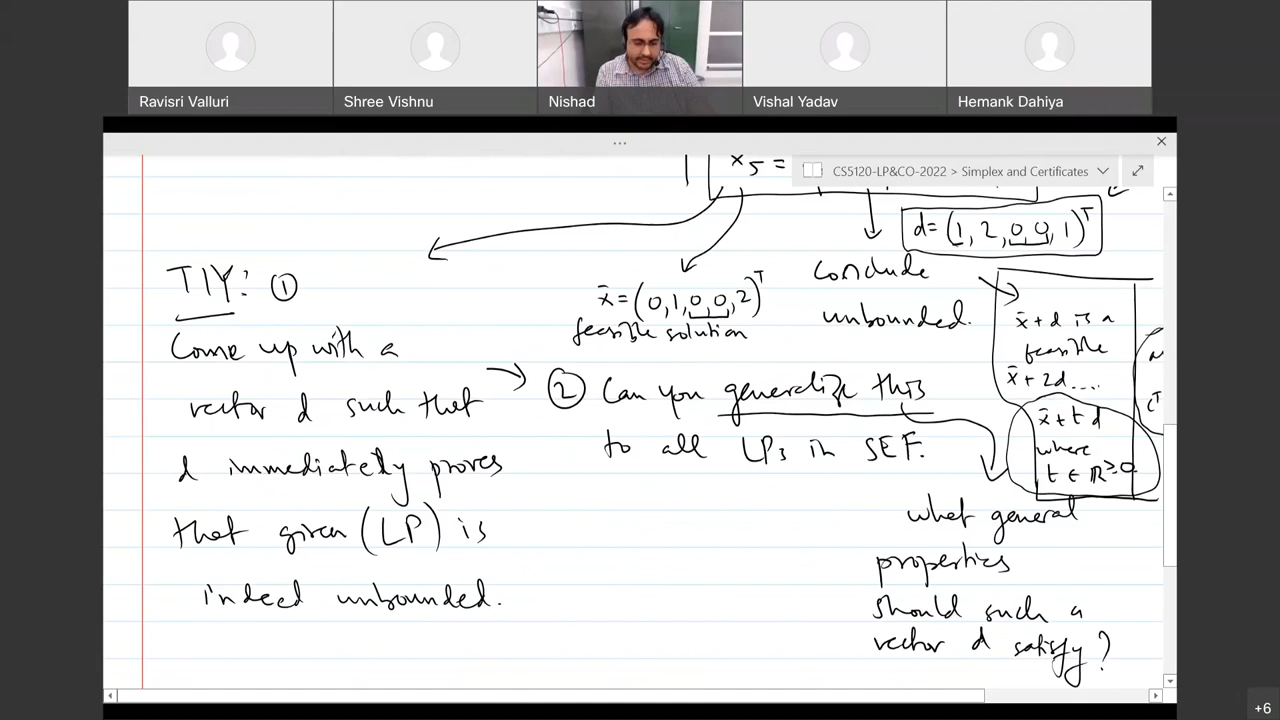 Ravisri Valluri
Shree Vishnu
Nishad
Vishal Yadav
Hemank Dahiya
CS5120-LP&CO-2022 > Simplex and Certificates
x5 =
d = (1, 2, 0, 0, 1)^T
TIY: ①
Come up with a
vector d such that
d immediately proves
that given (LP) is
indeed unbounded.
x̄ = (0, 1, 0, 0, 2)^T
feasible solution
conclude
unbounded.
x̄ + d is a
feasible
x̄ + 2d ....
x̄ + t d
where
t ∈ ℝ≥0
② Can you generalize this
to all LPs in SEF.
what general
properties
should such a
vector d satisfy?
+6